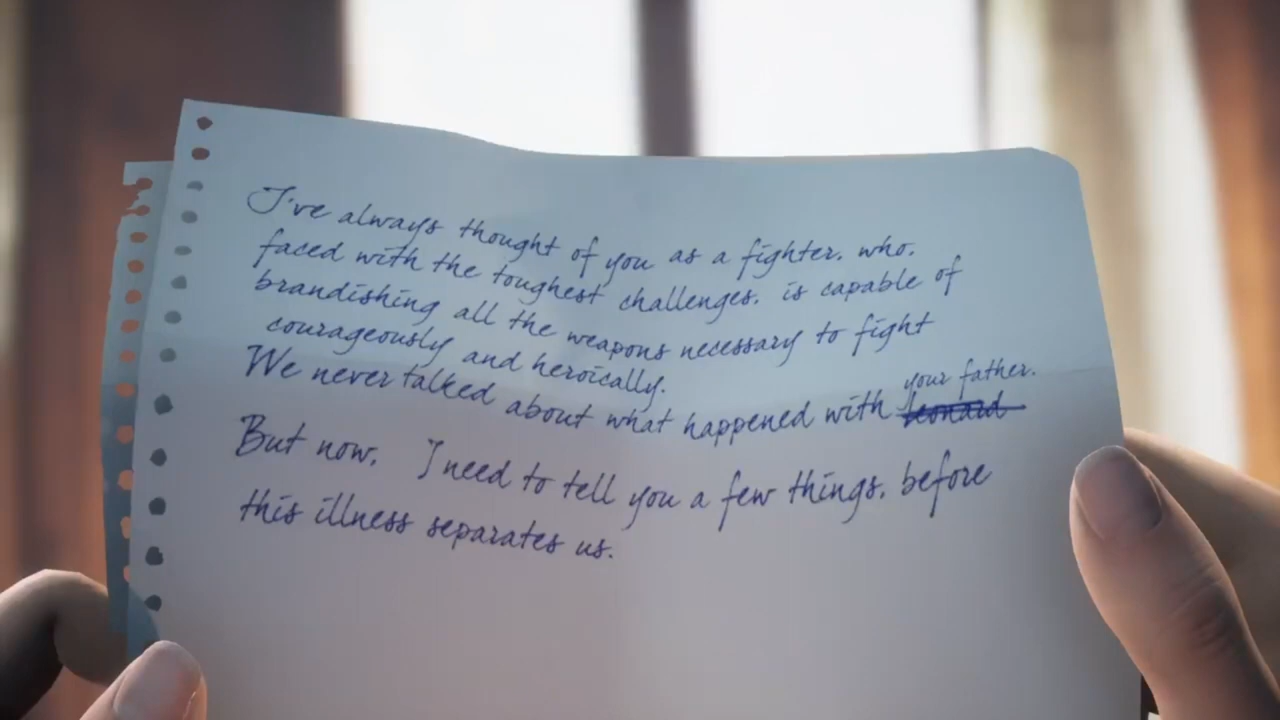 I've always thought of you as a fighter, who,
faced with the toughest challenges, is capable of
brandishing all the weapons necessary to fight
courageously and heroically.
We never talked about what happened with leonard your father.
But now, I need to tell you a few things, before
this illness separates us.